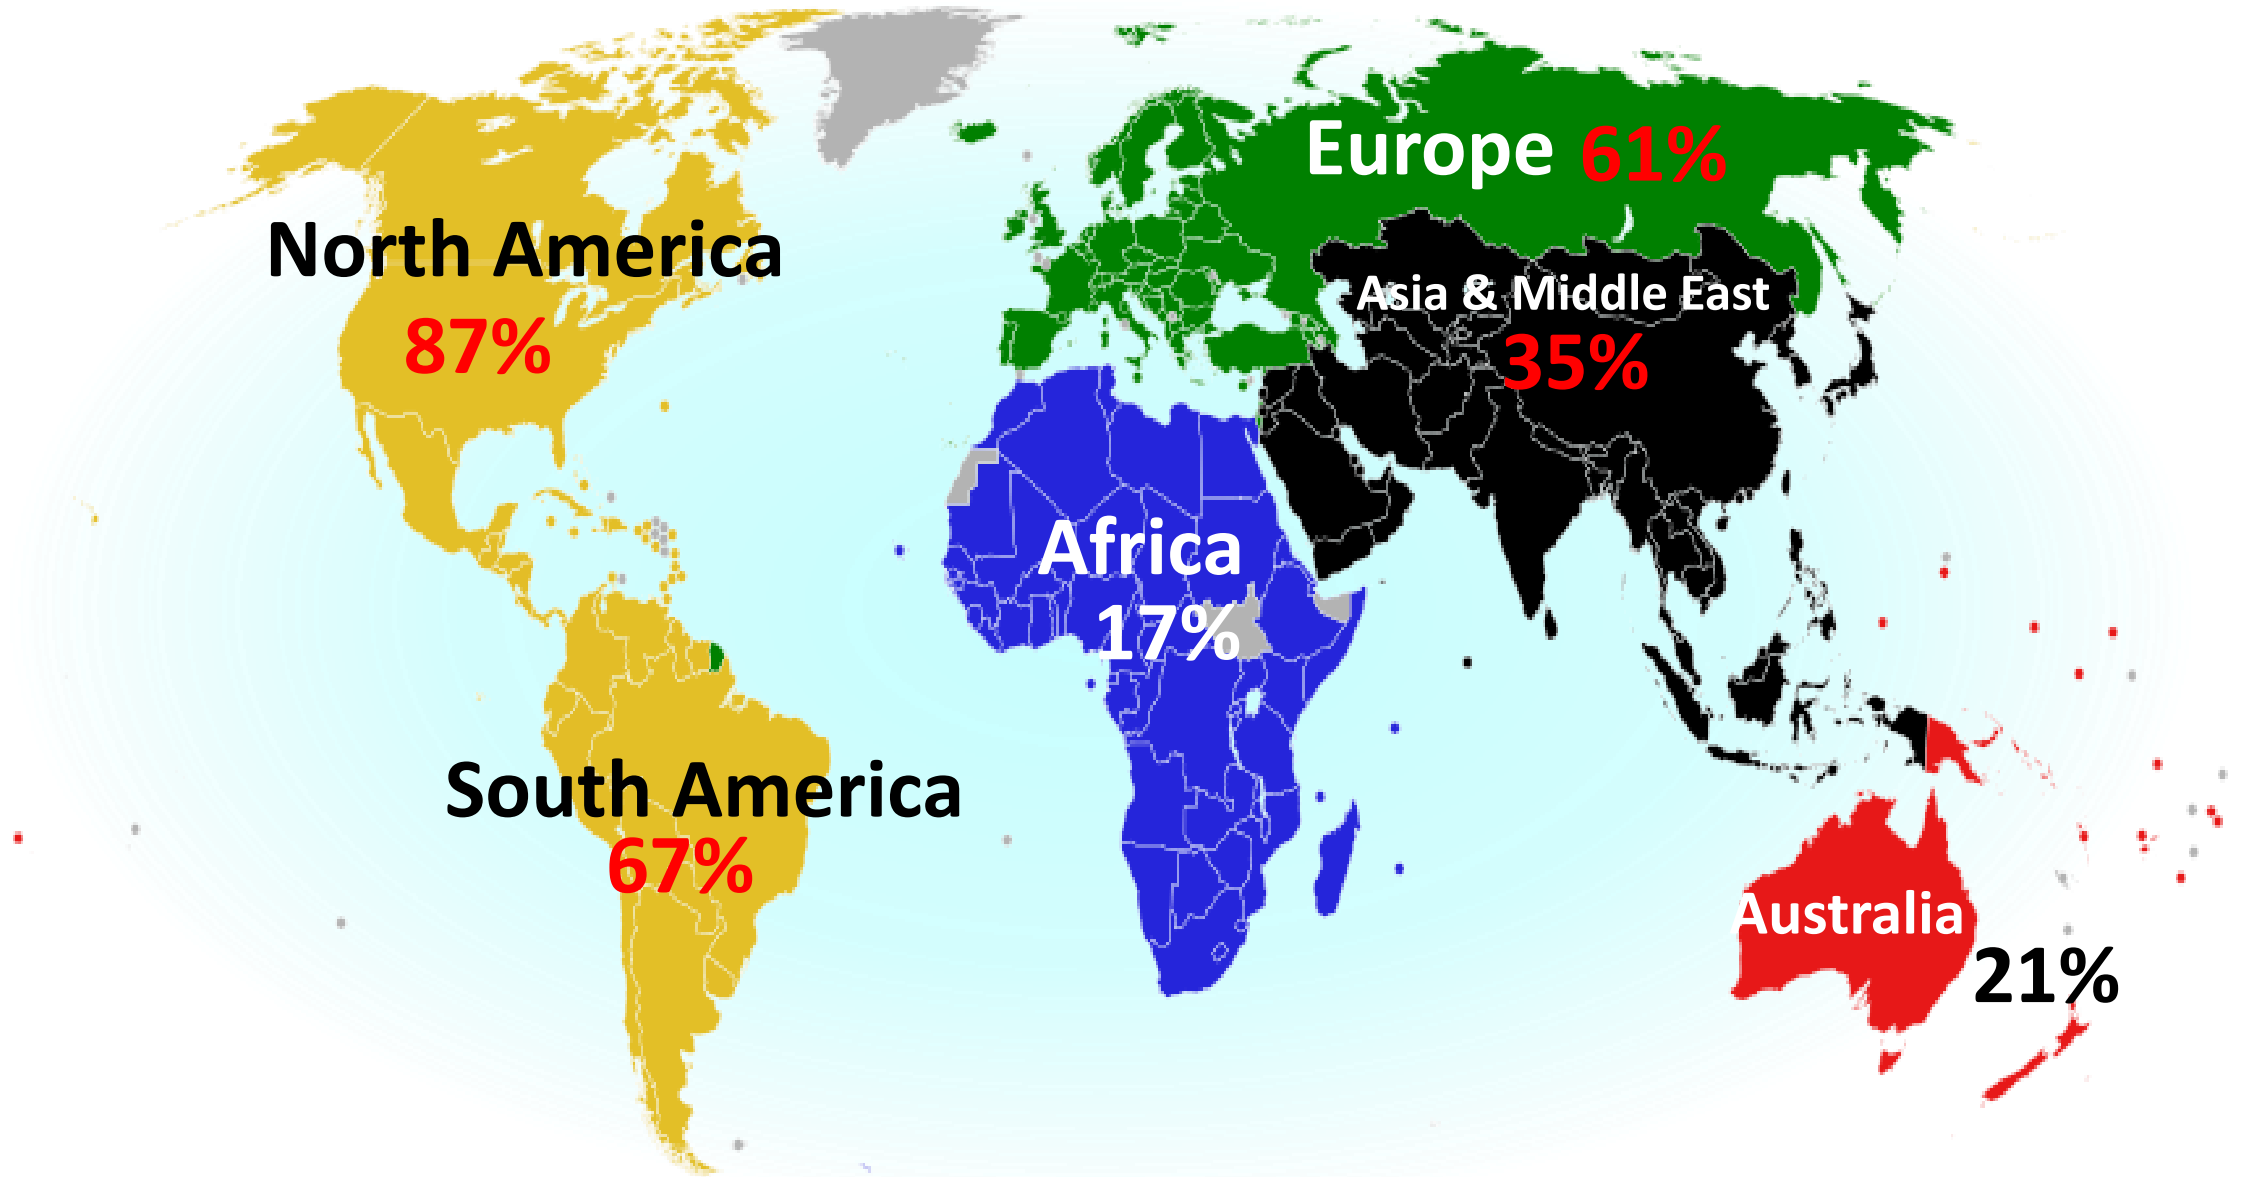 Europe 61%
North America
87%
Asia & Middle East
35%
Africa
17%
South America
67%
Australia
21%